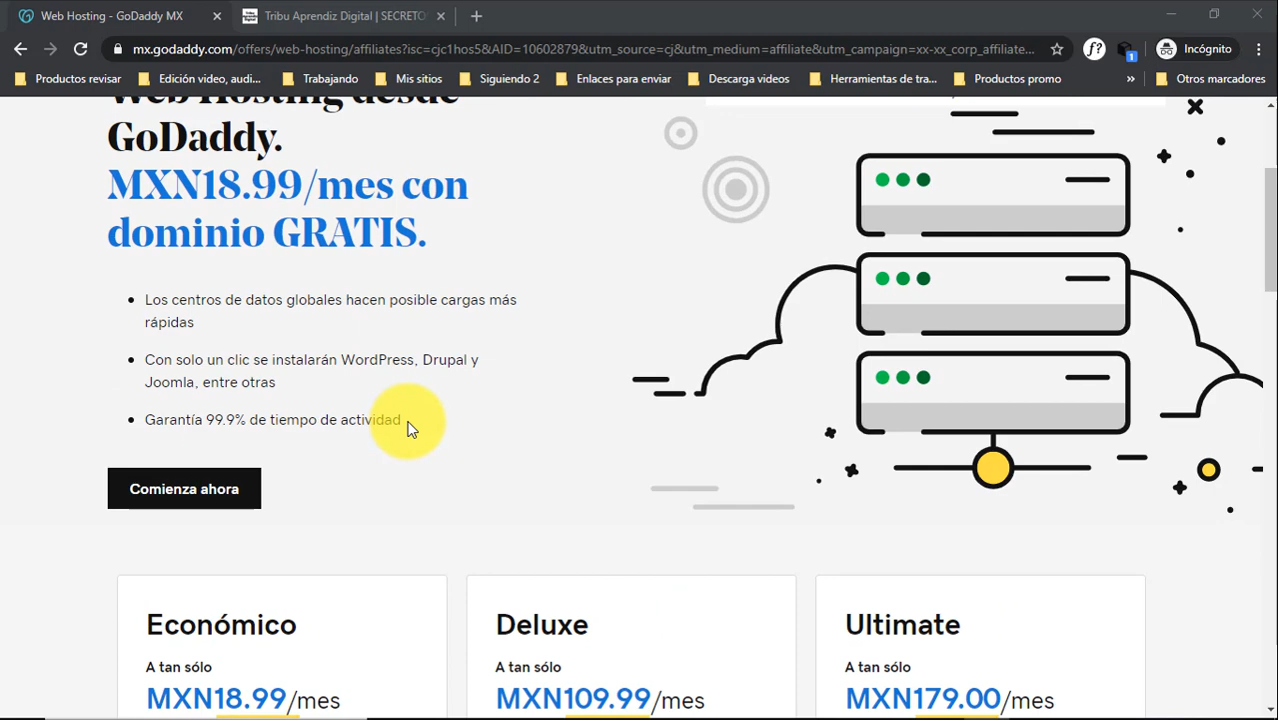 Web Hosting - GoDaddy MX
Tribu Aprendiz Digital | SECRETO
mx.godaddy.com/offers/web-hosting/affiliates?isc=cjc1hos5&AID=10602879&utm_source=cj&utm_medium=affiliate&utm_campaign=xx-xx_corp_affiliate...
f?
1
Incógnito
Productos revisar
Edición video, audi...
Trabajando
Mis sitios
Siguiendo 2
Enlaces para enviar
Descarga videos
Herramientas de tra...
Productos promo
»
Otros marcadores
Web Hosting desde
GoDaddy.
MXN18.99/mes con
dominio GRATIS.
Los centros de datos globales hacen posible cargas más
rápidas
Con solo un clic se instalarán WordPress, Drupal y
Joomla, entre otras
Garantía 99.9% de tiempo de actividad
Comienza ahora
Económico
A tan sólo
MXN18.99/mes
Deluxe
A tan sólo
MXN109.99/mes
Ultimate
A tan sólo
MXN179.00/mes